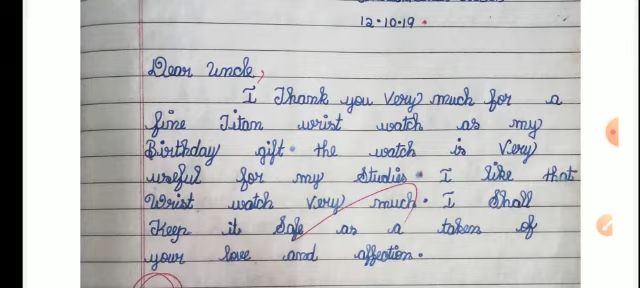 12.10.19.
Dear Uncle,
I Thank you Very much for a
fine Titan wrist watch as my
Birthday gift. the watch is Very
useful for my Studies. I like that
Wrist watch Very much. I Shall
Keep it Safe as a taken of
your love and affection.